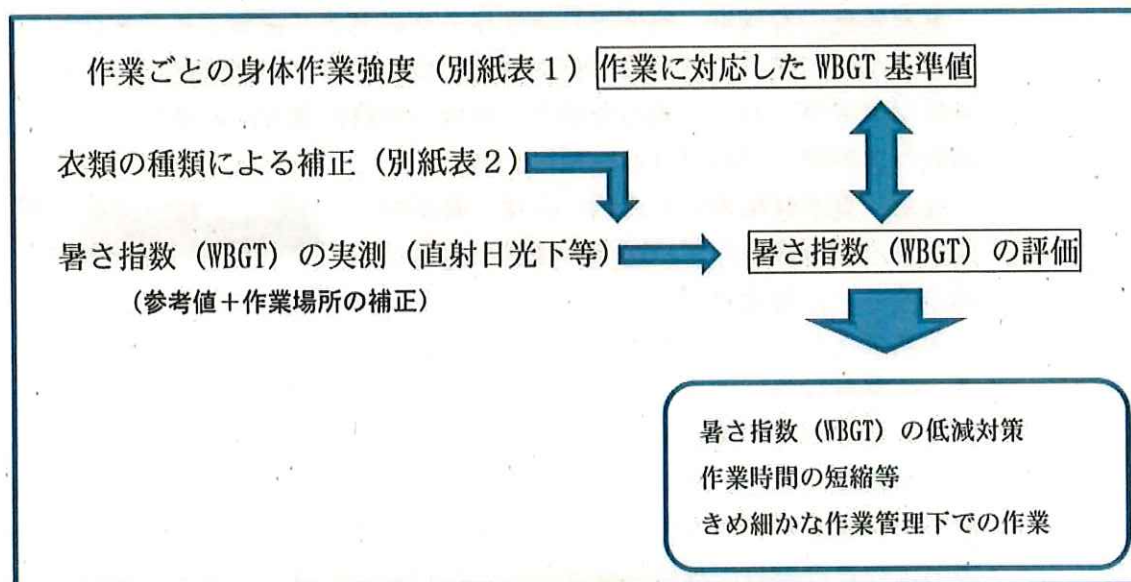 作業ごとの身体作業強度（別紙表１）作業に対応したWBGT基準値
衣類の種類による補正（別紙表２）
暑さ指数（WBGT）の実測（直射日光下等） 暑さ指数（WBGT）の評価
（参考値＋作業場所の補正）
暑さ指数（WBGT）の低減対策
作業時間の短縮等
きめ細かな作業管理下での作業